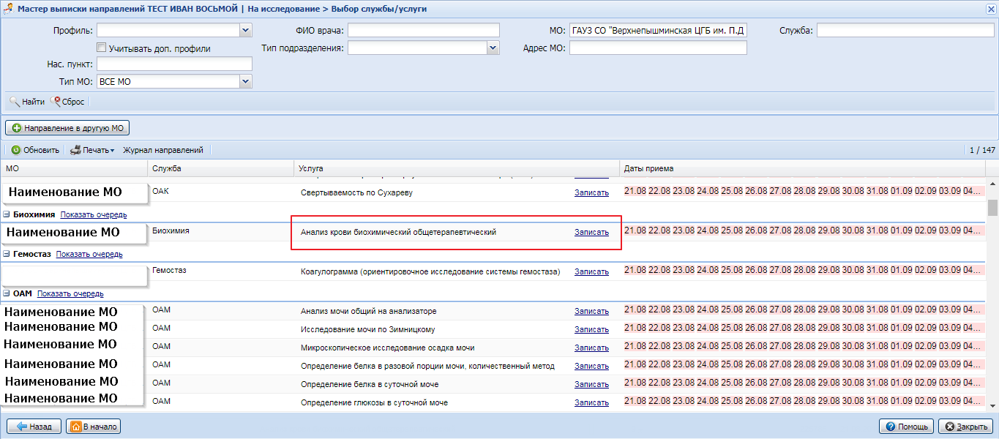 Мастер выписки направлений ТЕСТ ИВАН ВОСЬМОЙ | На исследование > Выбор службы/услуги
Профиль: ФИО врача: МО: ГАУЗ СО "Верхнепышминская ЦГБ им. П.Д Служба:
Учитывать доп. профили Тип подразделения: Адрес МО:
Нас. пункт:
Тип МО: ВСЕ МО
Найти Сброс
Направление в другую МО
Обновить Печать Журнал направлений 1 / 147
МО Служба Услуга Даты приема
Наименование МО ОАК Свертываемость по Сухареву Записать 21.08 22.08 23.08 24.08 25.08 26.08 27.08 28.08 29.08 30.08 31.08 01.09 02.09 03.09 04...
Биохимия Показать очередь
Наименование МО Биохимия Анализ крови биохимический общетерапевтический Записать 21.08 22.08 23.08 24.08 25.08 26.08 27.08 28.08 29.08 30.08 31.08 01.09 02.09 03.09 04...
Гемостаз Показать очередь
Гемостаз Коагулограмма (ориентировочное исследование системы гемостаза) Записать 21.08 22.08 23.08 24.08 25.08 26.08 27.08 28.08 29.08 30.08 31.08 01.09 02.09 03.09 04...
ОАМ Показать очередь
Наименование МО ОАМ Анализ мочи общий на анализаторе Записать 21.08 22.08 23.08 24.08 25.08 26.08 27.08 28.08 29.08 30.08 31.08 01.09 02.09 03.09 04...
Наименование МО ОАМ Исследование мочи по Зимницкому Записать 21.08 22.08 23.08 24.08 25.08 26.08 27.08 28.08 29.08 30.08 31.08 01.09 02.09 03.09 04...
Наименование МО ОАМ Микроскопическое исследование осадка мочи Записать 21.08 22.08 23.08 24.08 25.08 26.08 27.08 28.08 29.08 30.08 31.08 01.09 02.09 03.09 04...
Наименование МО ОАМ Определение белка в разовой порции мочи, количественный метод Записать 21.08 22.08 23.08 24.08 25.08 26.08 27.08 28.08 29.08 30.08 31.08 01.09 02.09 03.09 04...
Наименование МО ОАМ Определение белка в суточной моче Записать 21.08 22.08 23.08 24.08 25.08 26.08 27.08 28.08 29.08 30.08 31.08 01.09 02.09 03.09 04...
Наименование МО ОАМ Определение глюкозы в суточной моче Записать 21.08 22.08 23.08 24.08 25.08 26.08 27.08 28.08 29.08 30.08 31.08 01.09 02.09 03.09 04...
Назад В начало Помощь Закрыть